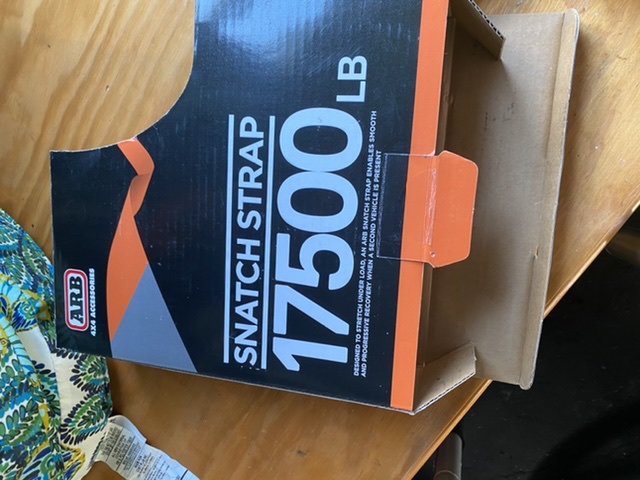 ARB
4X4 ACCESSORIES
SNATCH STRAP
17500 LB
DESIGNED TO STRETCH UNDER LOAD, AN ARB SNATCH STRAP ENABLES SMOOTH
AND PROGRESSIVE RECOVERY WHEN A SECOND VEHICLE IS PRESENT